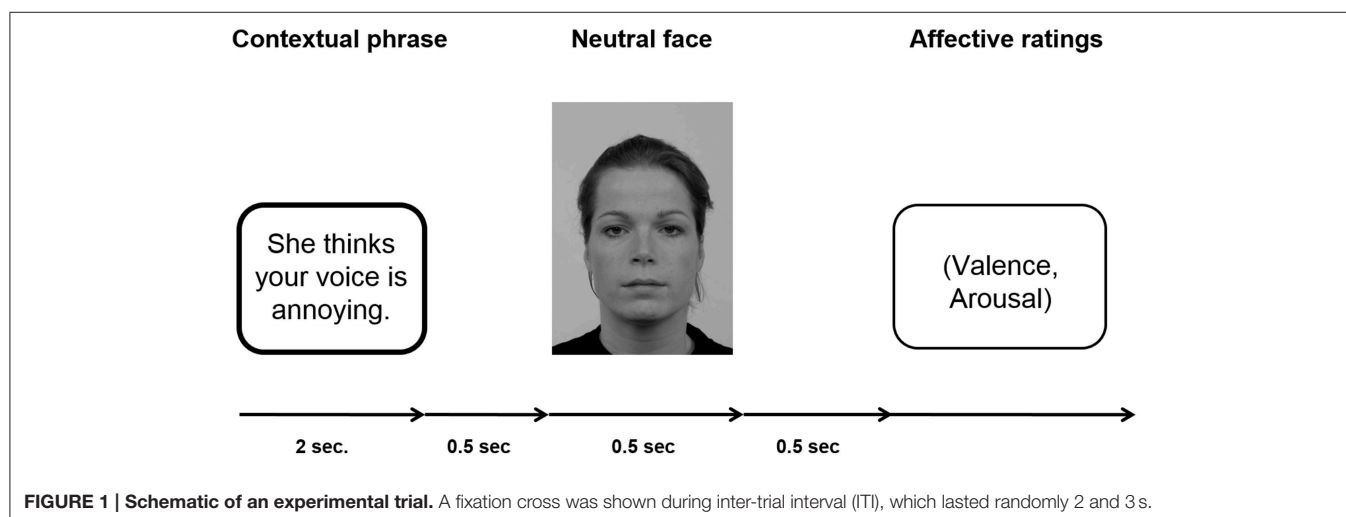 Contextual phrase
Neutral face
Affective ratings
She thinks
your voice is
annoying.
(Valence,
Arousal)
2 sec.
0.5 sec
0.5 sec
0.5 sec
FIGURE 1 | Schematic of an experimental trial. A fixation cross was shown during inter-trial interval (ITI), which lasted randomly 2 and 3 s.